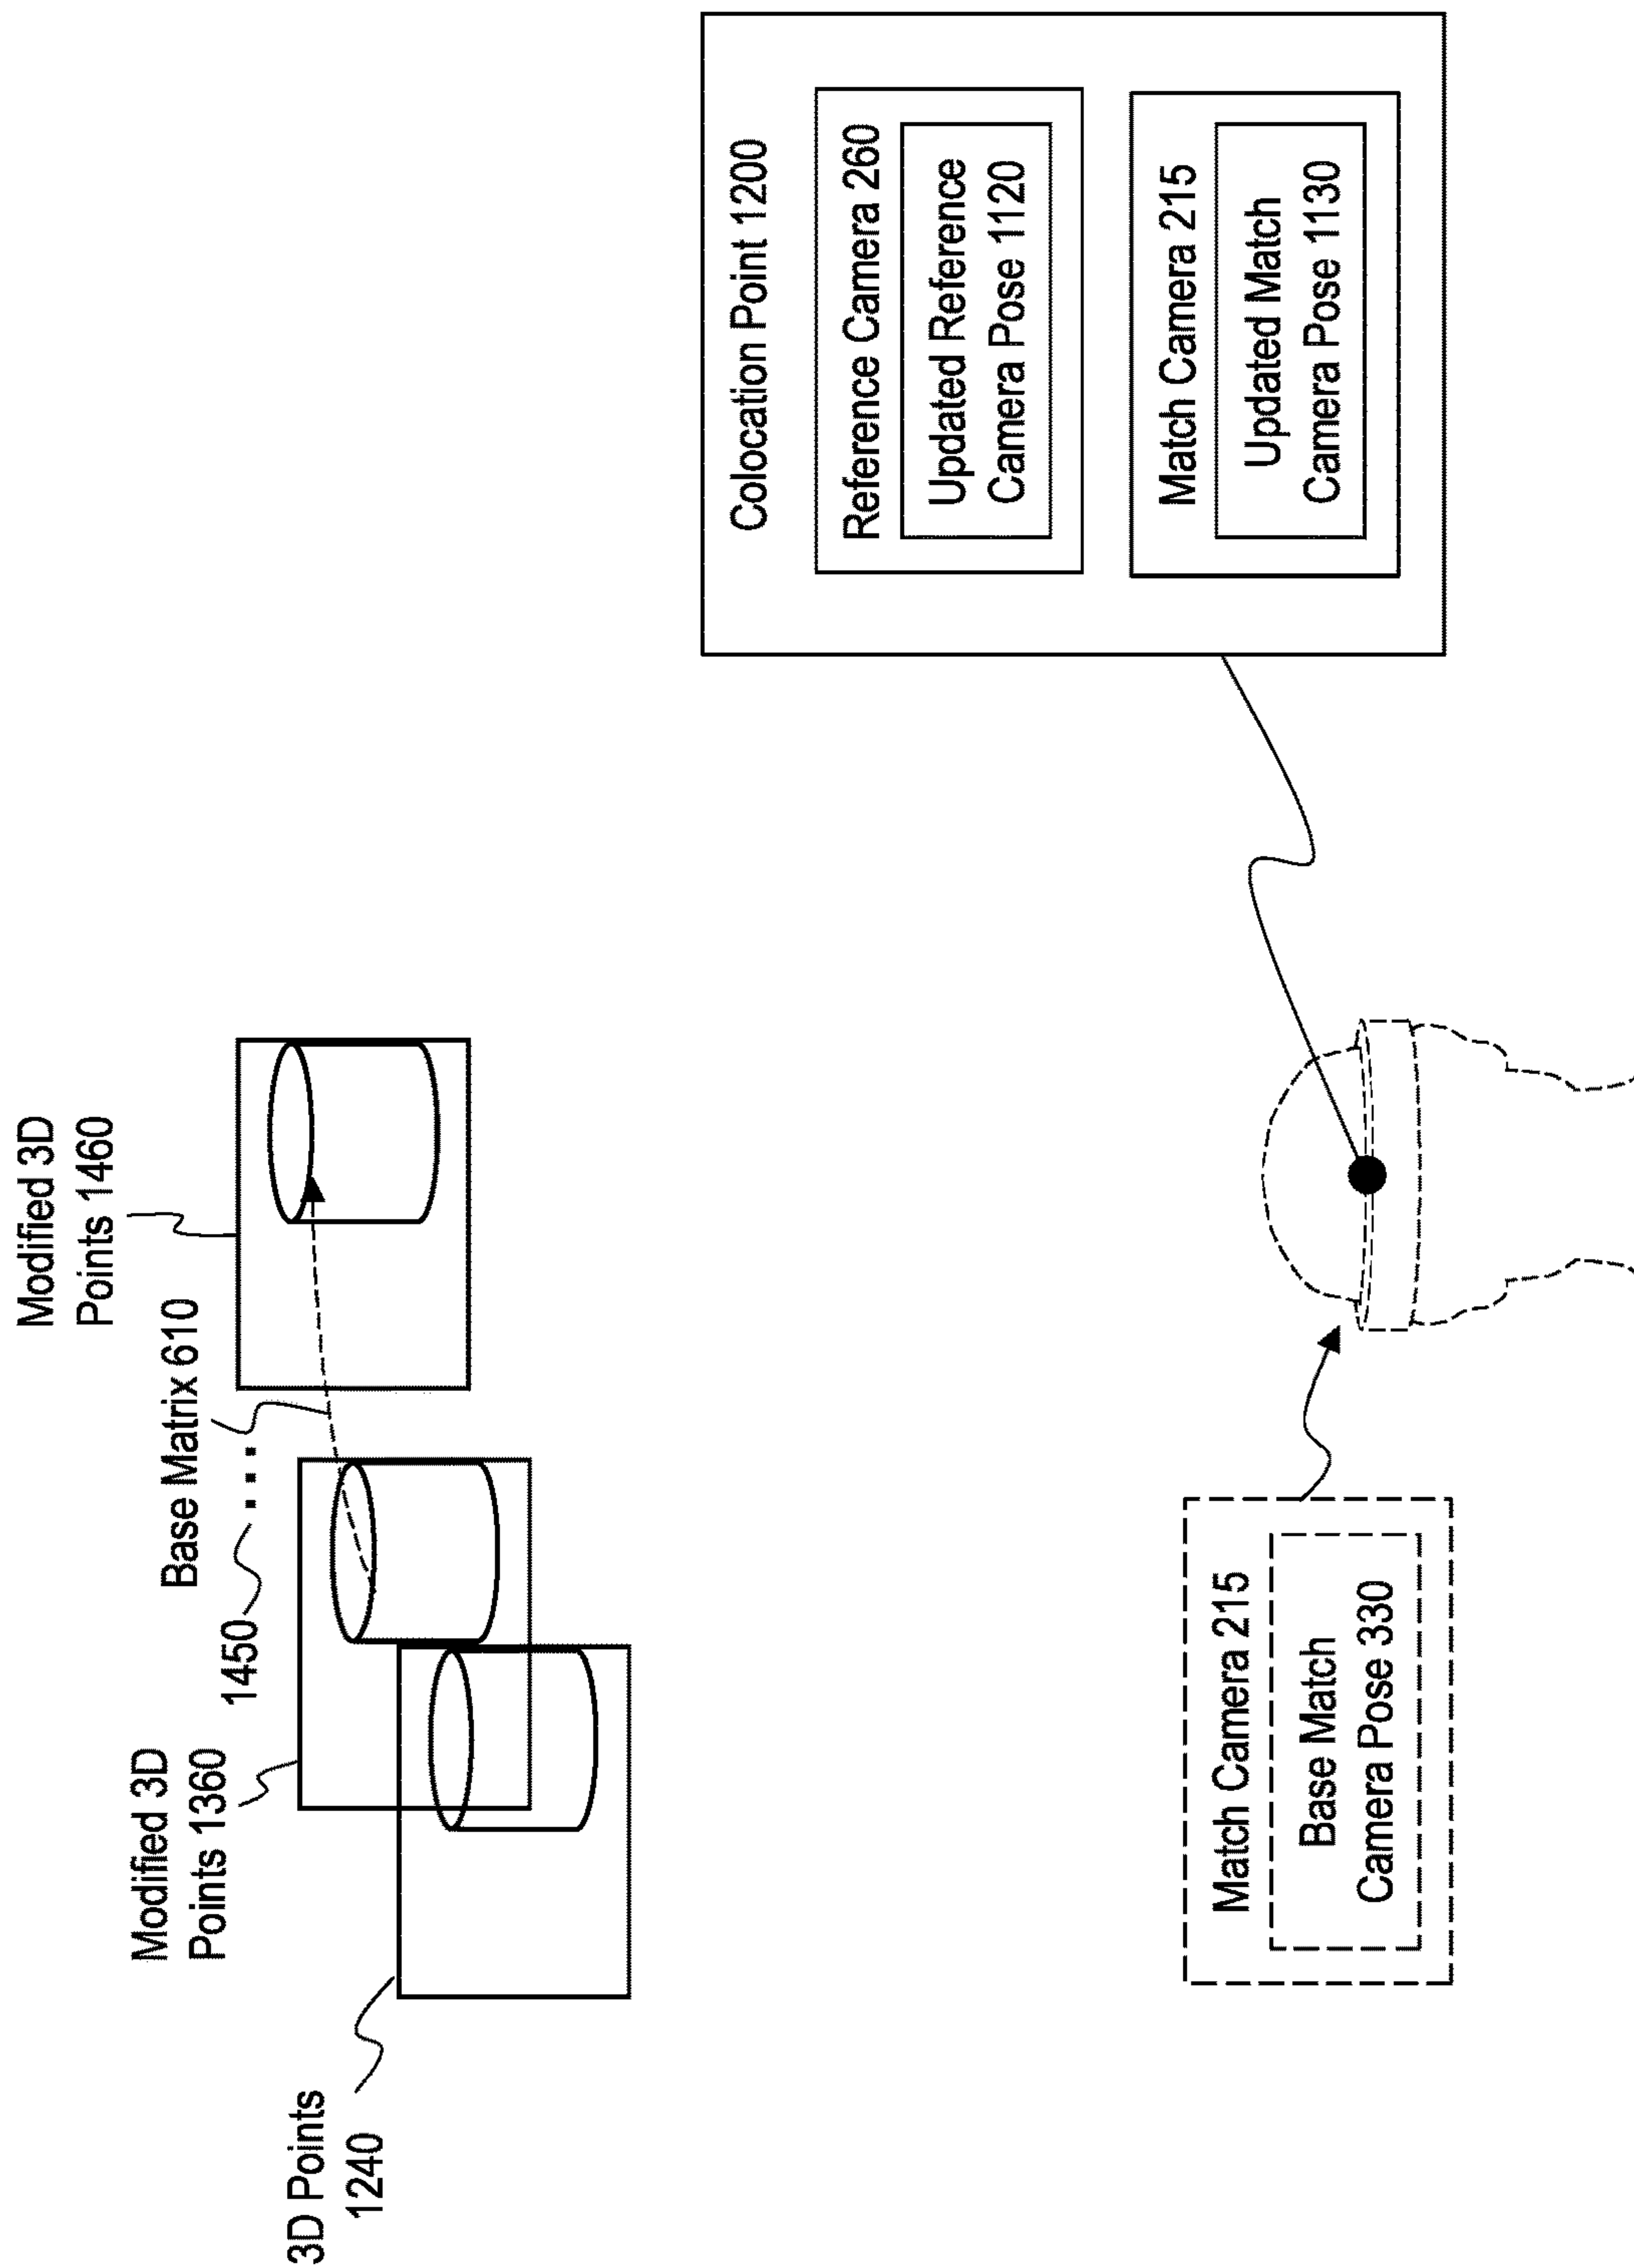 Modified 3D
Points 1460
Base Matrix 610
1450
Modified 3D
Points 1360
3D Points
1240
Colocation Point 1200
Reference Camera 260
Updated Reference
Camera Pose 1120
Match Camera 215
Updated Match
Camera Pose 1130
Match Camera 215
Base Match
Camera Pose 330